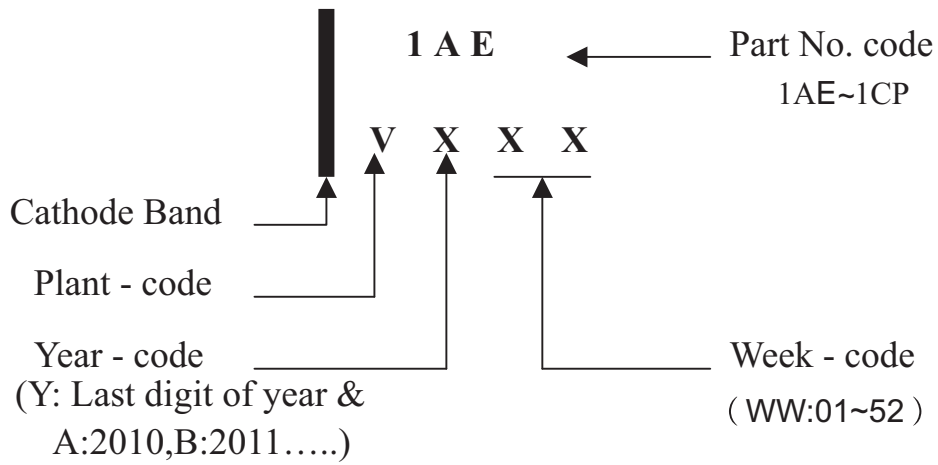 1 A E
Part No. code
1AE~1CP
V X X X
Cathode Band
Plant - code
Year - code
(Y: Last digit of year &
A:2010,B:2011…..)
Week - code
（WW:01~52）